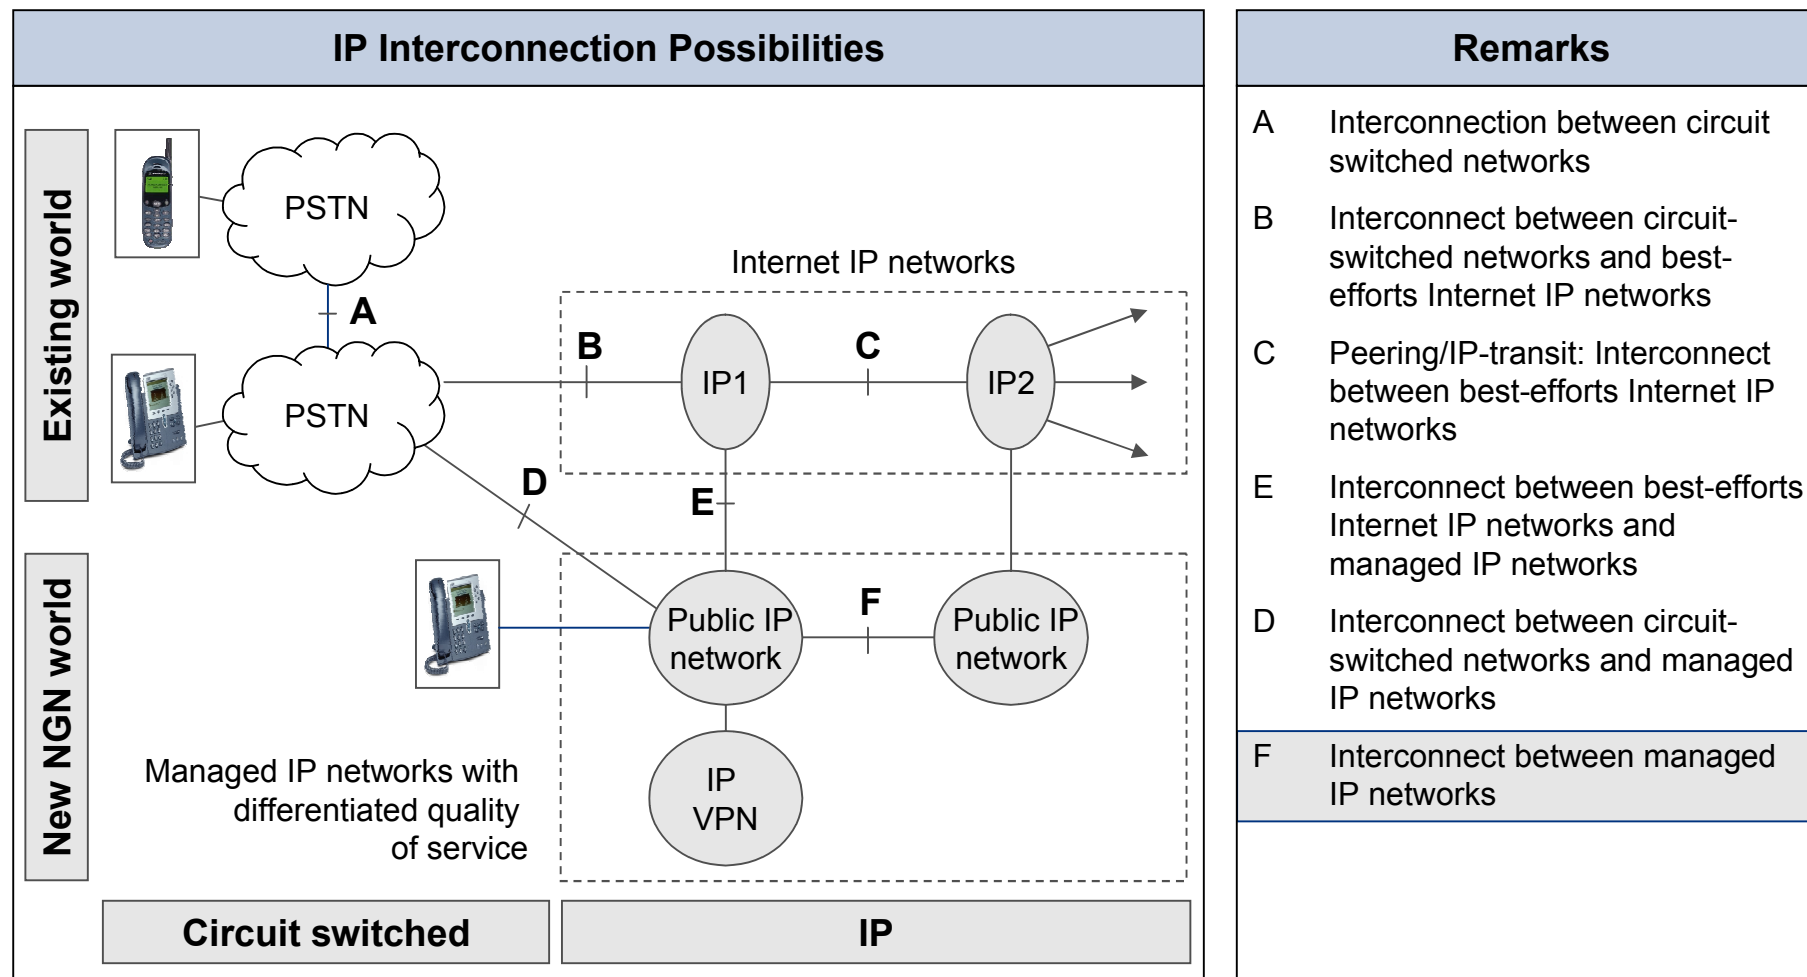 IP Interconnection Possibilities
Existing world
New NGN world
PSTN
A
PSTN
Internet IP networks
B
IP1
C
IP2
D
E
Public IP
network
F
Public IP
network
IP
VPN
Managed IP networks with
differentiated quality
of service
Circuit switched
IP
Remarks
A Interconnection between circuit
switched networks
B Interconnect between circuit-
switched networks and best-
efforts Internet IP networks
C Peering/IP-transit: Interconnect
between best-efforts Internet IP
networks
E Interconnect between best-efforts
Internet IP networks and
managed IP networks
D Interconnect between circuit-
switched networks and managed
IP networks
F Interconnect between managed
IP networks